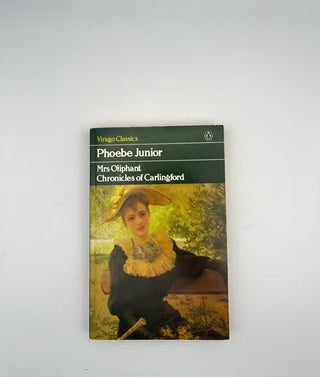 Virago Classics
Phoebe Junior
Mrs Oliphant
Chronicles of Carlingford